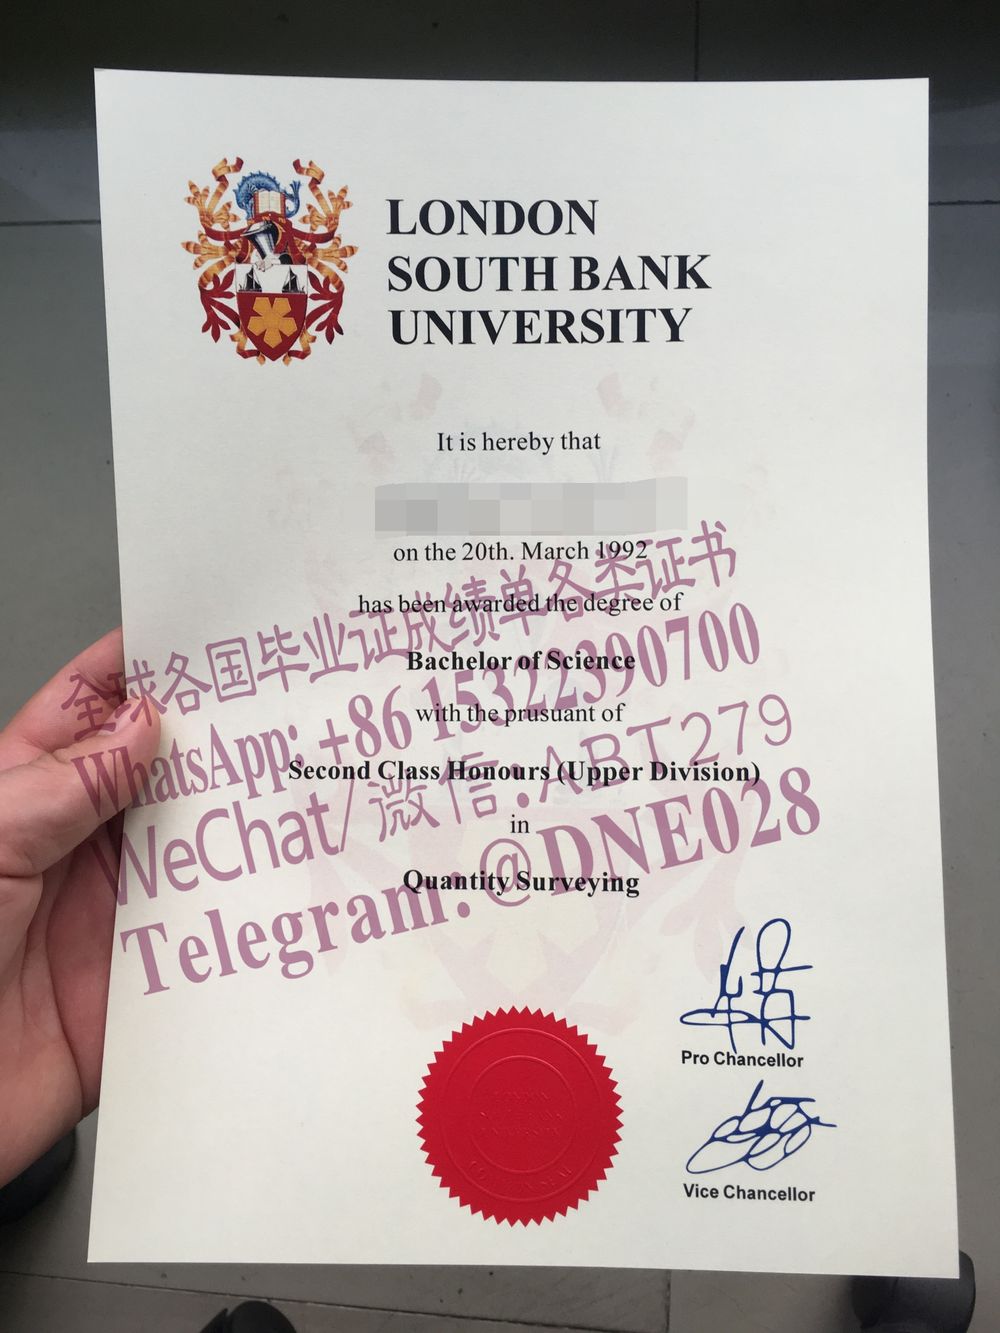 LONDON
SOUTH BANK
UNIVERSITY
It is hereby that
on the 20th. March 1992
has been awarded the degree of
Bachelor of Science
with the prusuant of
Second Class Honours (Upper Division)
in
Quantity Surveying
全球各国毕业证成绩单各类证书
WhatsApp: +86 15322390700
WeChat/微信:ABT279
Telegram:@DNE028
Pro Chancellor
Vice Chancellor